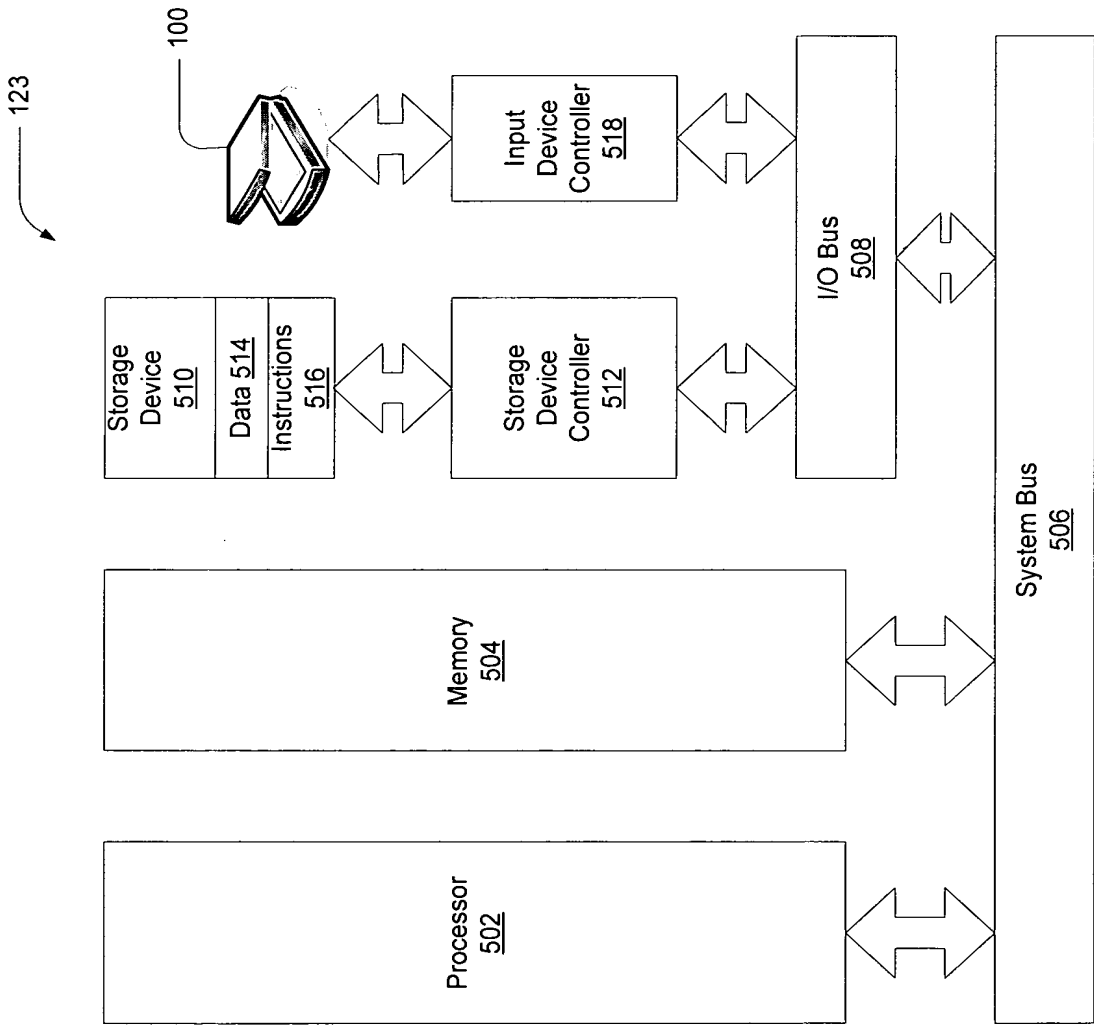 123
100
Storage
Device
510
Data 514
Instructions
516
Input
Device
Controller
518
Storage
Device
Controller
512
I/O Bus
508
Memory
504
Processor
502
System Bus
506